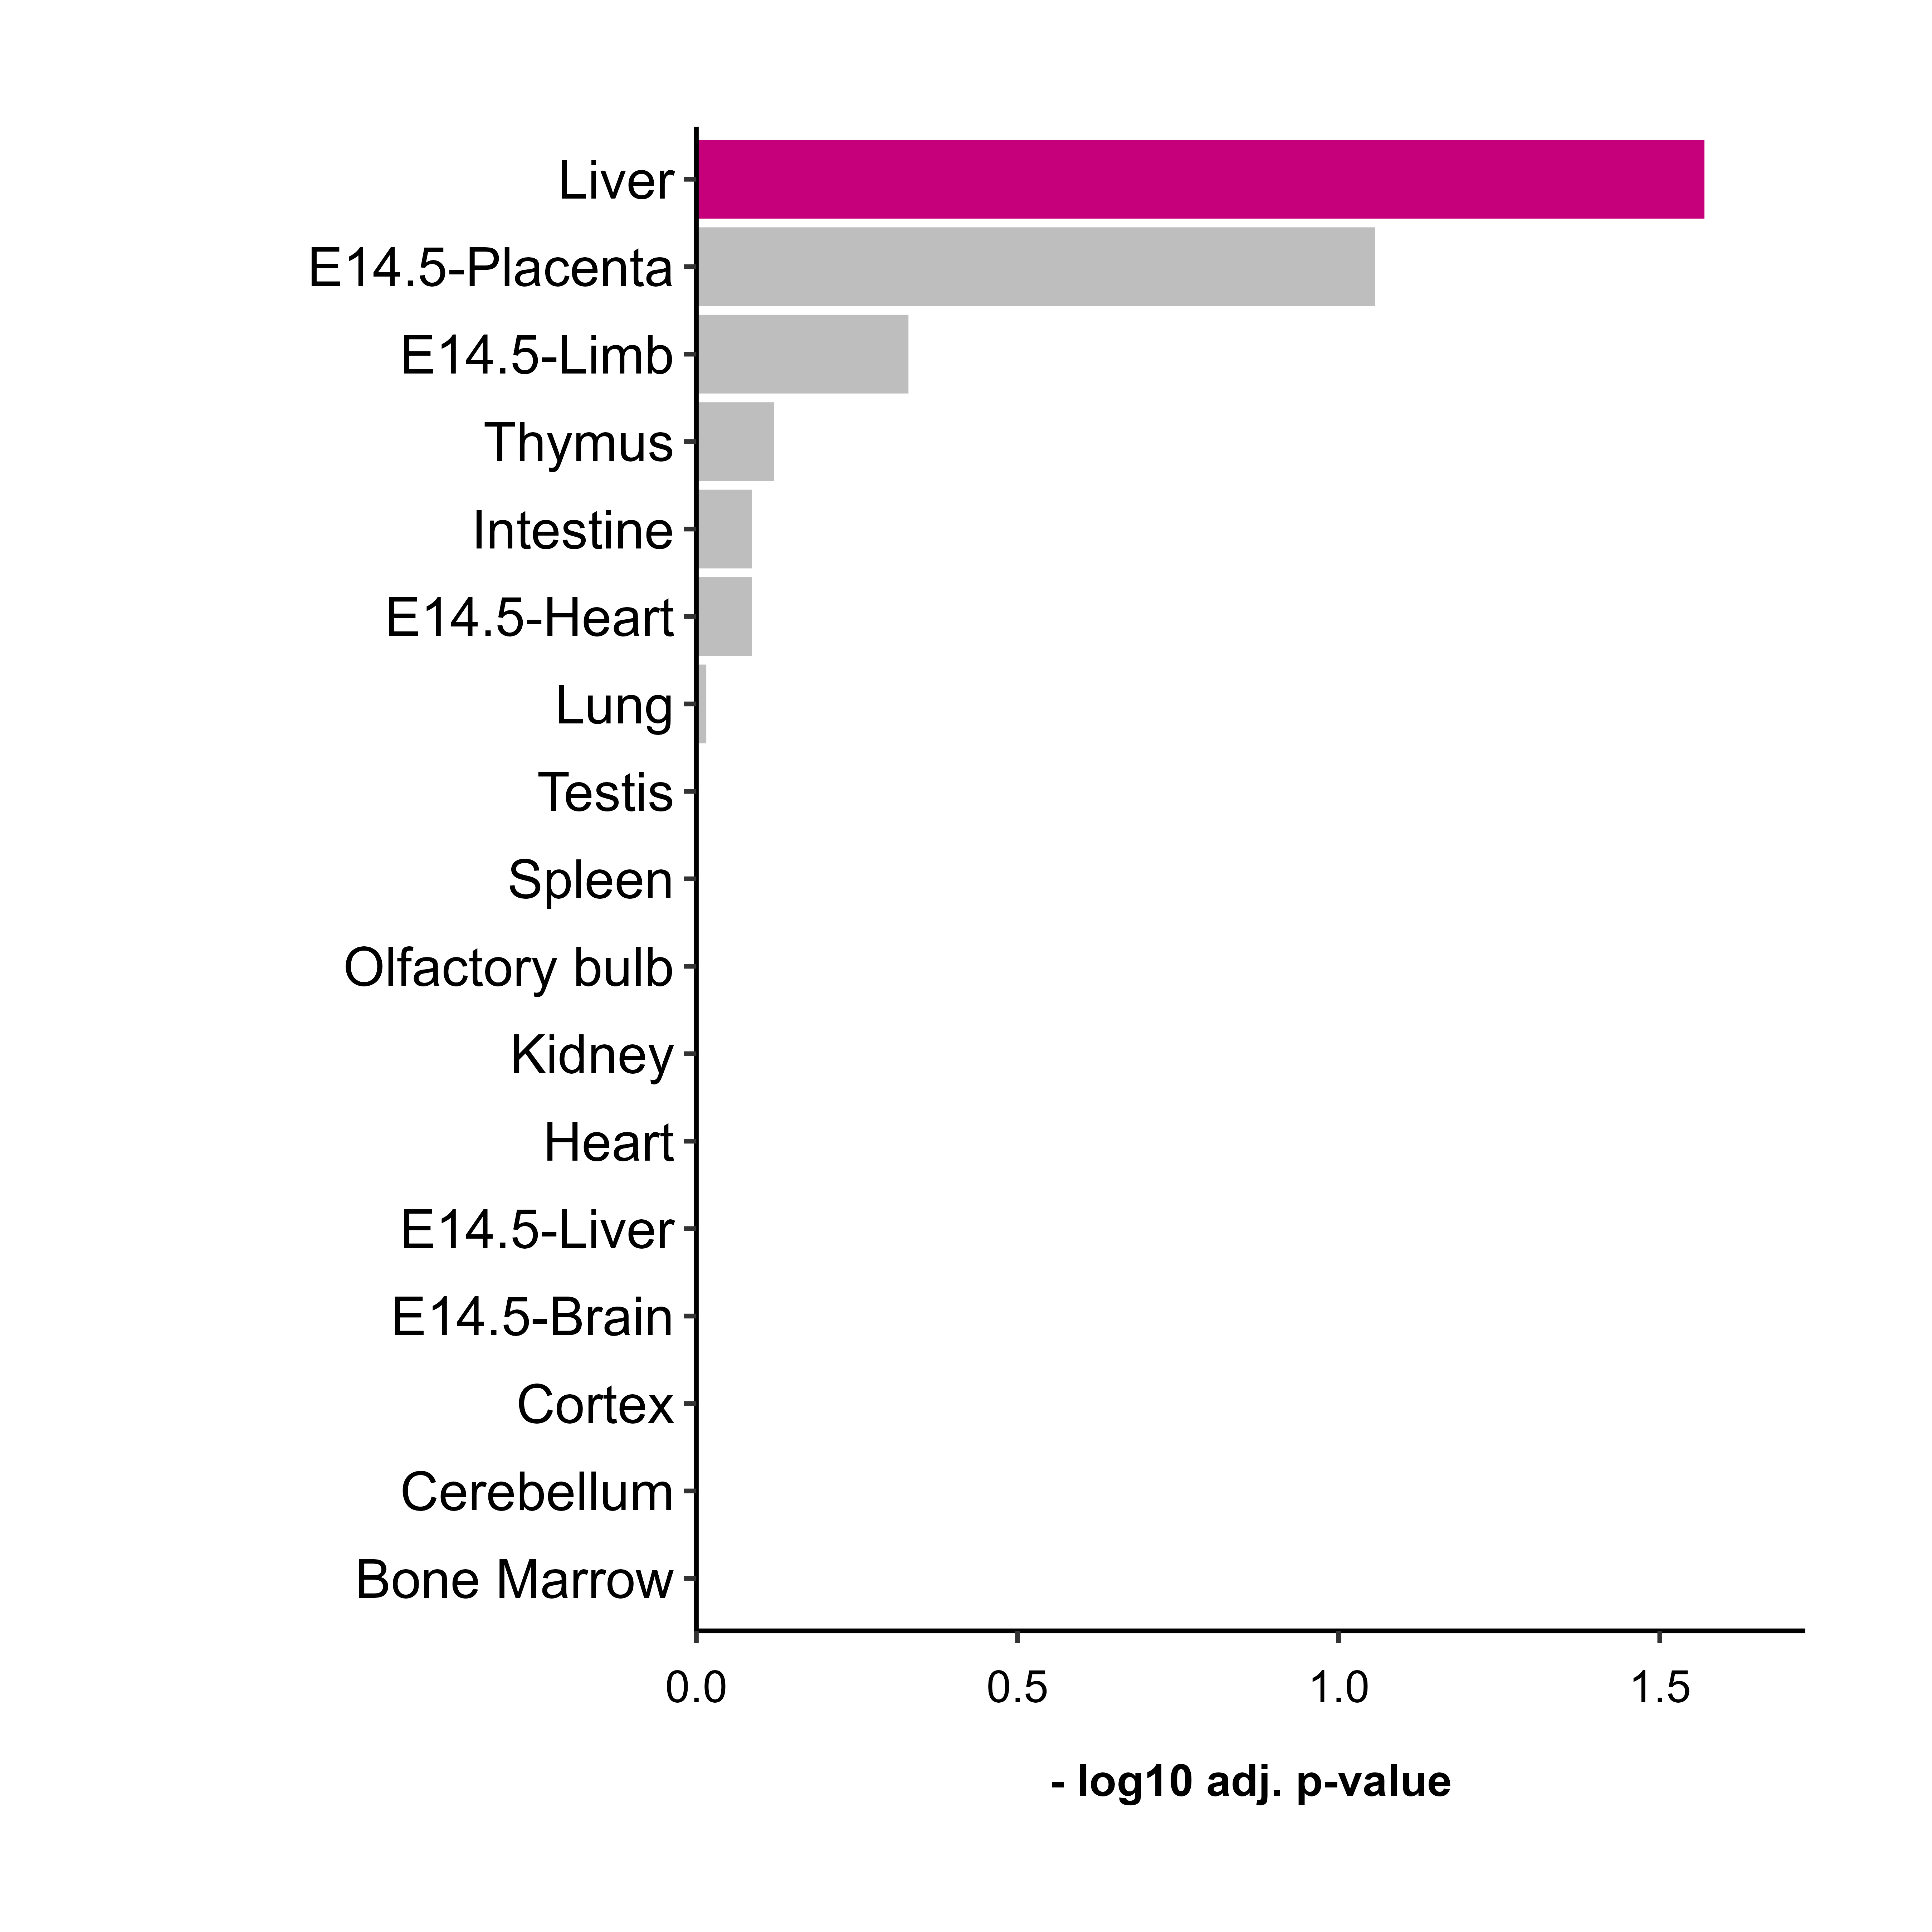 Liver
E14.5-Placenta
E14.5-Limb
Thymus
Intestine
E14.5-Heart
Lung
Testis
Spleen
Olfactory bulb
Kidney
Heart
E14.5-Liver
E14.5-Brain
Cortex
Cerebellum
Bone Marrow
0.0 0.5 1.0 1.5
- log10 adj. p-value